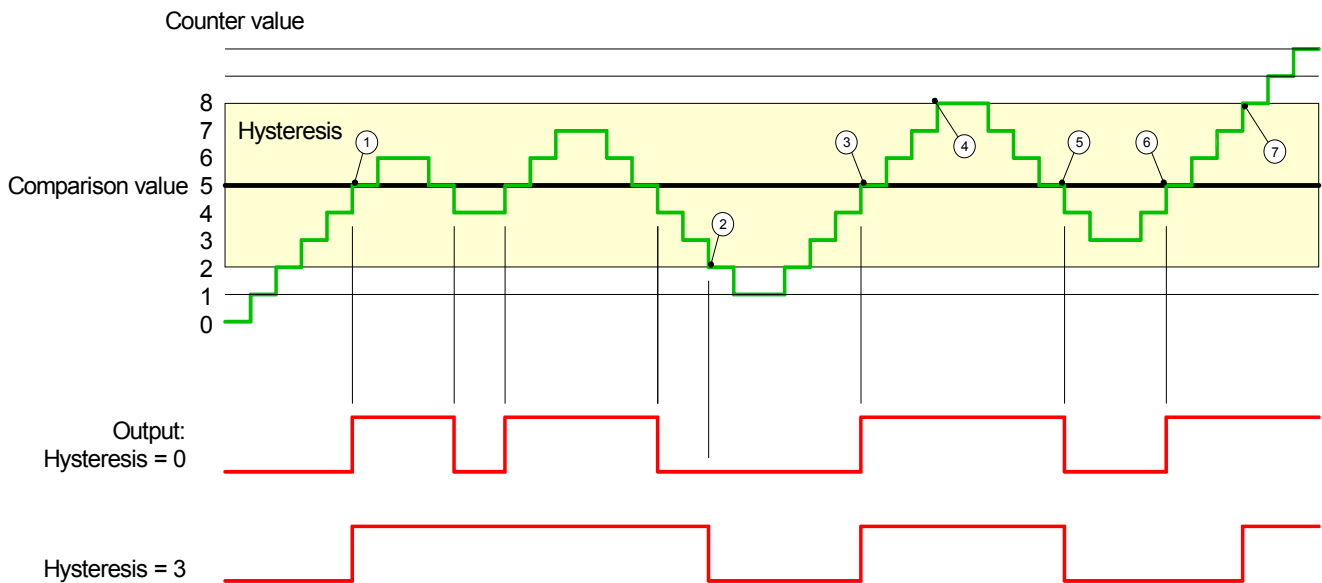 Counter value
8
Hysteresis
7
1
3
4
5
6
7
6
Comparison value 5
4
3
2
2
1
0
Output:
Hysteresis = 0
Hysteresis = 3